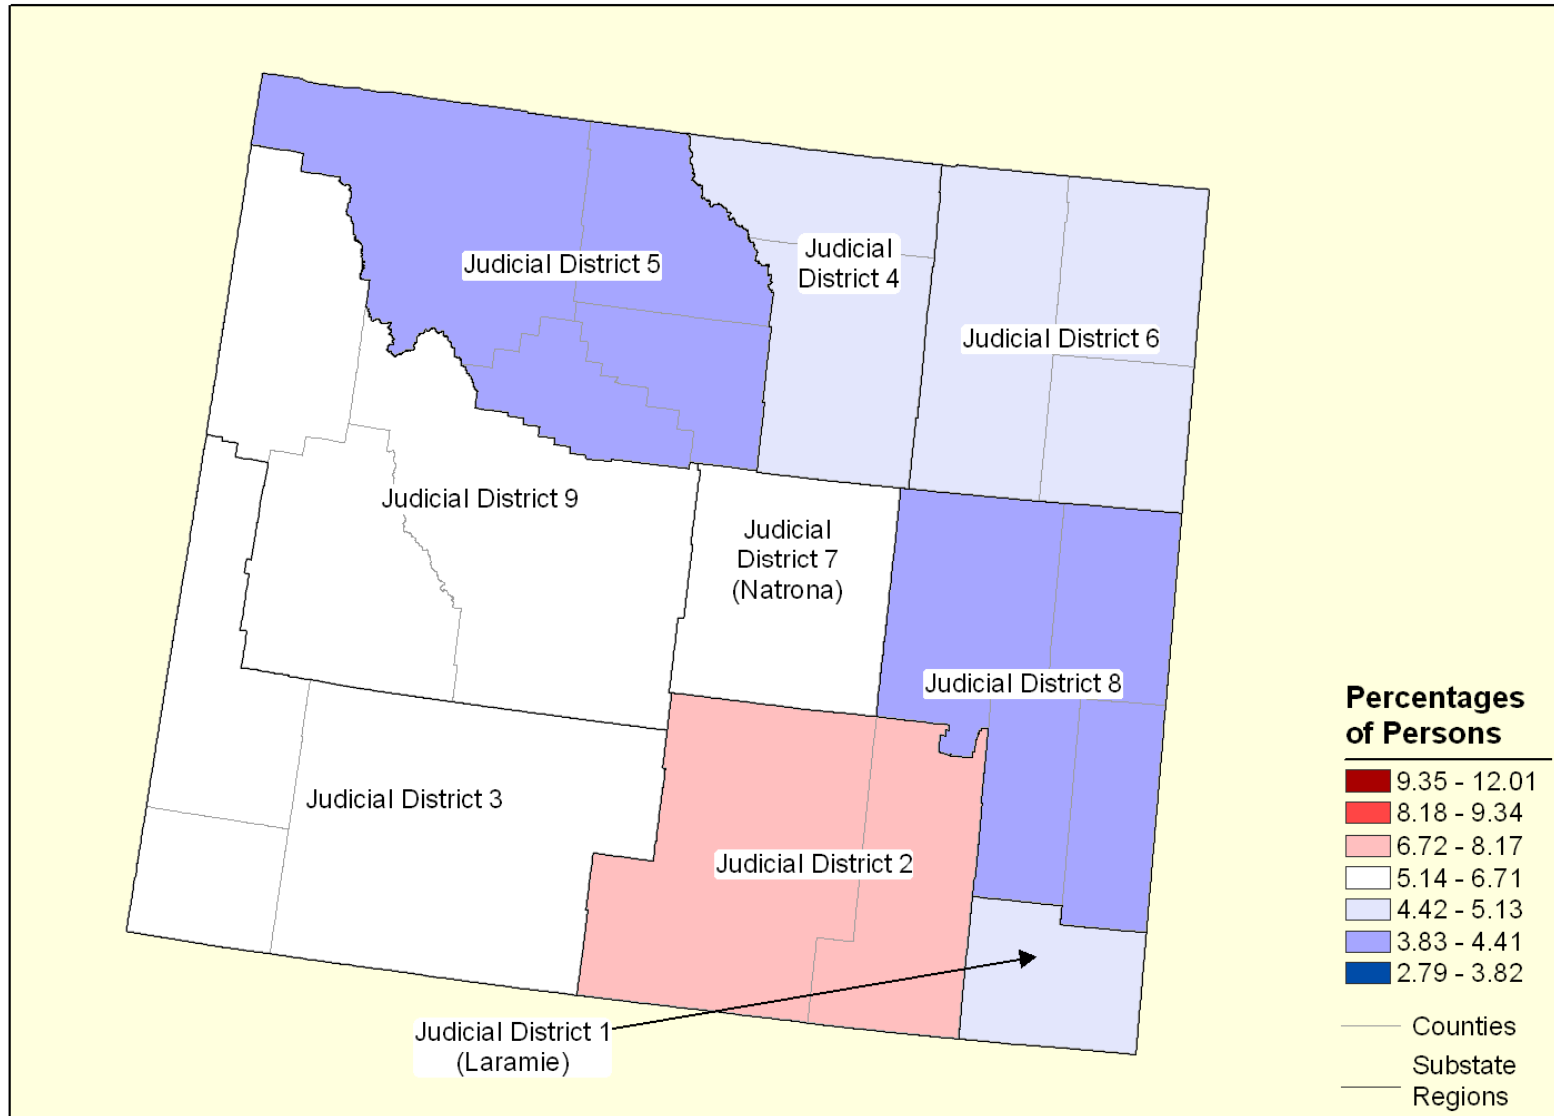 Judicial District 5
Judicial
District 4
Judicial District 6
Judicial District 9
Judicial
District 7
(Natrona)
Judicial District 8
Judicial District 3
Judicial District 2
Judicial District 1
(Laramie)
Percentages
of Persons
9.35 - 12.01
8.18 - 9.34
6.72 - 8.17
5.14 - 6.71
4.42 - 5.13
3.83 - 4.41
2.79 - 3.82
Counties
Substate
Regions